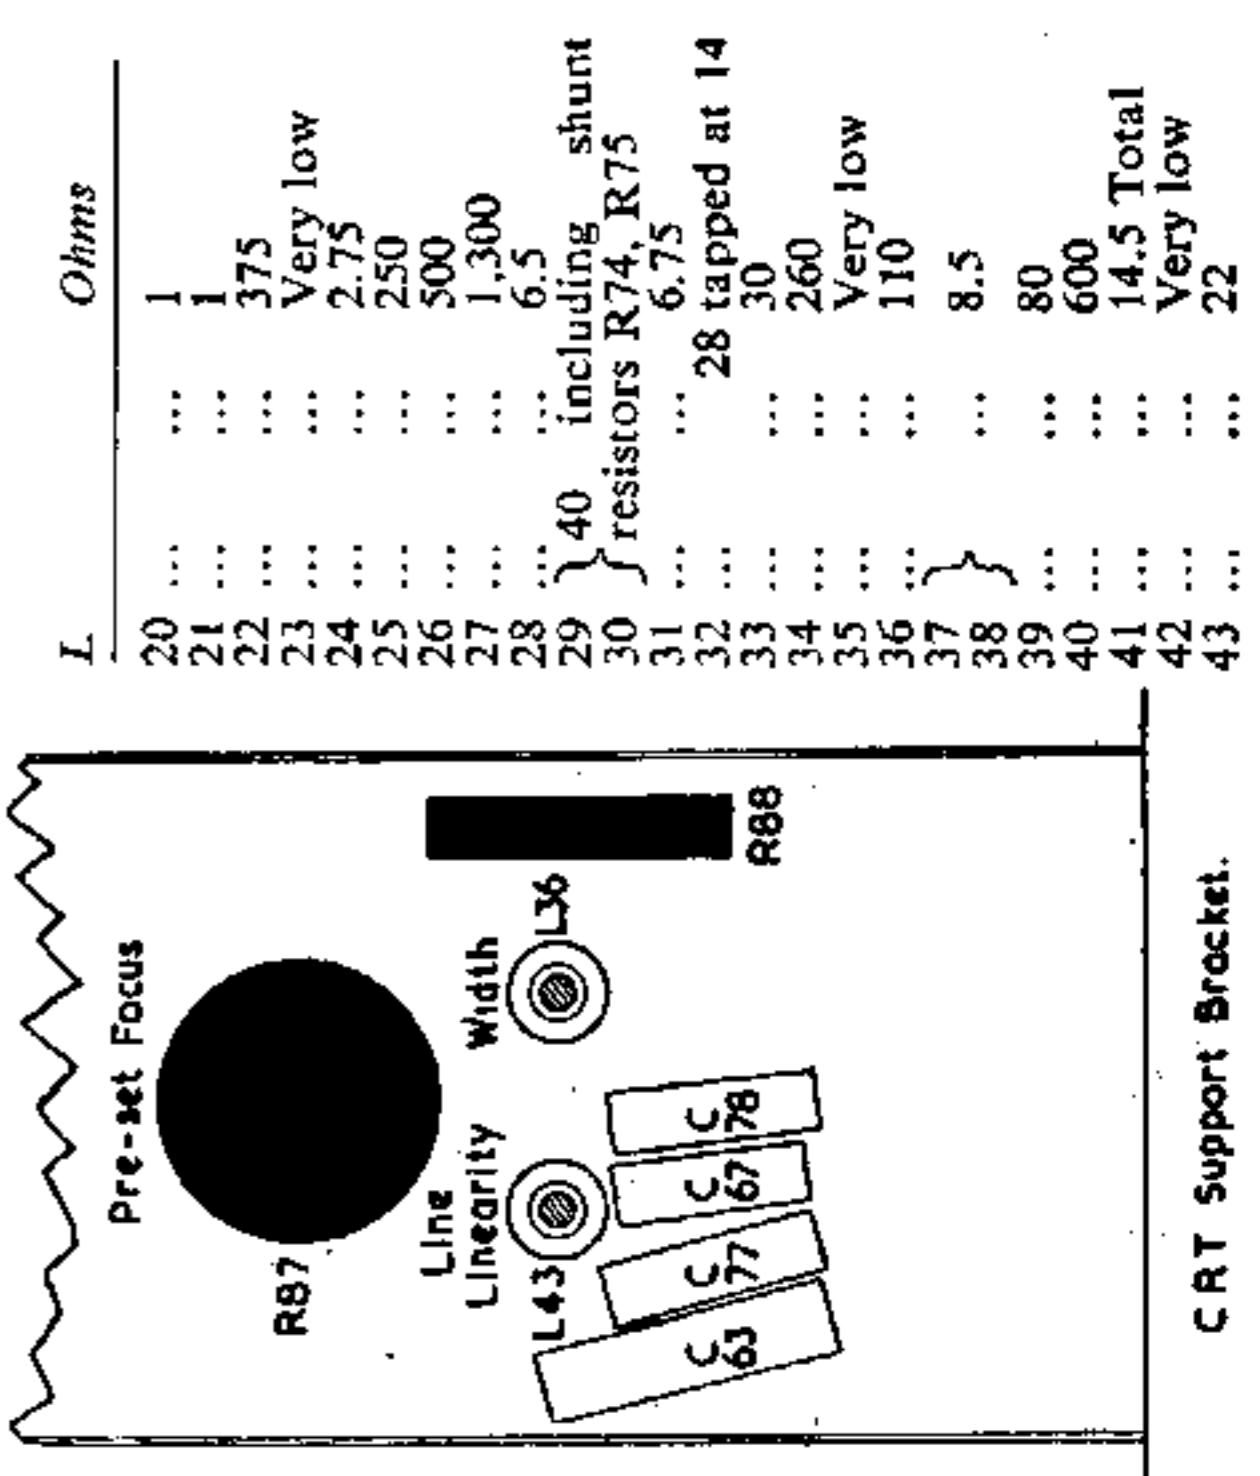 L Ohms
20 ... ... 1
21 ... ... 1
22 ... ... 375
23 ... ... Very low
24 ... ... 2.75
25 ... ... 250
26 ... ... 500
27 ... ... 1,300
28 ... ... 6.5
29 } 40 including shunt
30 } resistors R74, R75
31 ... ... 6.75
32 ... 28 tapped at 14
33 ... ... 30
34 ... ... 260
35 ... ... Very low
36 ... ... 110
37 }
38 } ... 8.5
39 ... ... 80
40 ... ... 600
41 ... ... 14.5 Total
42 ... ... Very low
43 ... ... 22
Pre-set Focus
R87
Line
Linearity
L43
Width
L36
R88
C
63
C
77
C
67
C
78
CRT Support Bracket.